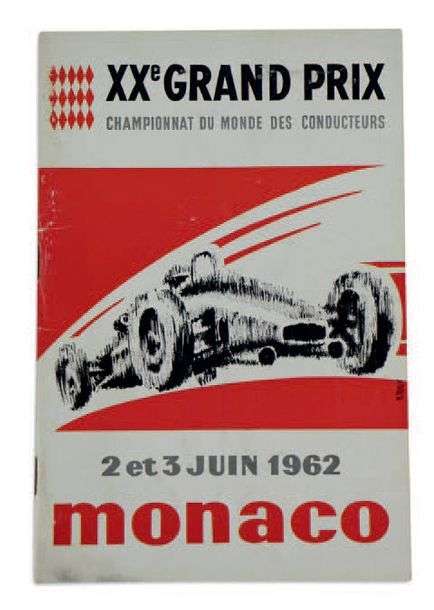 XXe GRAND PRIX
CHAMPIONNAT DU MONDE DES CONDUCTEURS
2 et 3 JUIN 1962
monaco